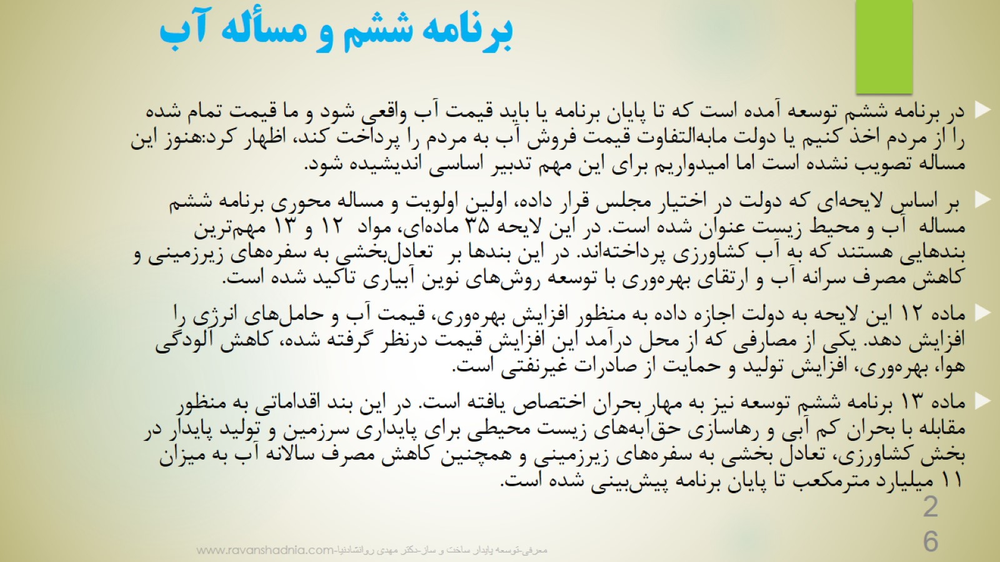 برنامه ششم و مسأله آب
در برنامه ششم توسعه آمده است که تا پایان برنامه یا باید قیمت آب واقعی شود و ما قیمت تمام شده
را از مردم اخذ کنیم یا دولت مابه‌التفاوت قیمت فروش آب به مردم را پرداخت کند، اظهار کرد:هنوز این
مساله تصویب نشده است اما امیدواریم برای این مهم تدبیر اساسی اندیشیده شود.
بر اساس لایحه‌ای که دولت در اختیار مجلس قرار داده، اولین اولویت و مساله محوری برنامه ششم
مساله آب و محیط زیست عنوان شده است. در این لایحه ۳۵ ماده‌ای، مواد ۱۲ و ۱۳ مهم‌ترین
بندهایی هستند که به آب کشاورزی پرداخته‌اند. در این بندها بر تعادل‌بخشی به سفره‌های زیرزمینی و
کاهش مصرف سرانه آب و ارتقای بهره‌وری با توسعه روش‌های نوین آبیاری تاکید شده است.
ماده ۱۲ این لایحه به دولت اجازه داده به منظور افزایش بهره‌وری، قیمت آب و حامل‌های انرژی را
افزایش دهد. یکی از مصارفی که از محل درآمد این افزایش قیمت درنظر گرفته شده، کاهش آلودگی
هوا، بهره‌وری، افزایش تولید و حمایت از صادرات غیرنفتی است.
ماده ۱۳ برنامه ششم توسعه نیز به مهار بحران اختصاص یافته است. در این بند اقداماتی به منظور
مقابله با بحران کم آبی و رهاسازی حق‌آبه‌های زیست محیطی برای پایداری سرزمین و تولید پایدار در
بخش کشاورزی، تعادل بخشی به سفره‌های زیرزمینی و همچنین کاهش مصرف سالانه آب به میزان
۱۱ میلیارد مترمکعب تا پایان برنامه پیش‌بینی شده است.
2
6
معرفی-توسعه پایدار ساخت و ساز-دکتر مهدی روانشادنیا-www.ravanshadnia.com